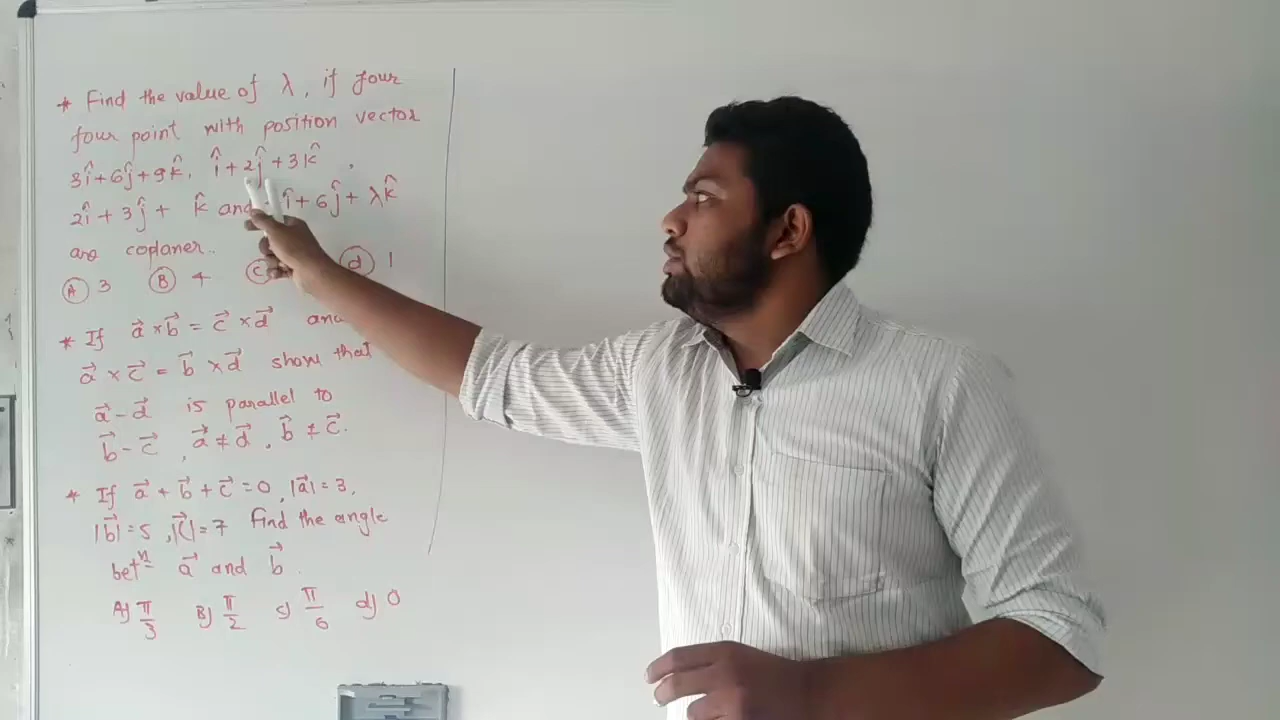 * Find the value of λ, if four
four point with position vector
3î+6ĵ+9k̂, î+2ĵ+3k̂,
2î+3ĵ+ k̂ and î+6ĵ+λk̂
are coplaner..
Ⓐ 3 Ⓑ 4 Ⓒ ⓓ 1
* If a⃗×b⃗ = c⃗×d⃗ and
a⃗×c⃗ = b⃗×d⃗ show that
a⃗-d⃗ is parallel to
b⃗-c⃗, a⃗≠d⃗, b⃗≠c⃗.
* If a⃗+b⃗+c⃗=0, |a⃗|=3,
|b⃗|=5, |c⃗|=7 find the angle
betⁿ a⃗ and b⃗.
A) π/3 B) π/2 c) π/6 d) 0